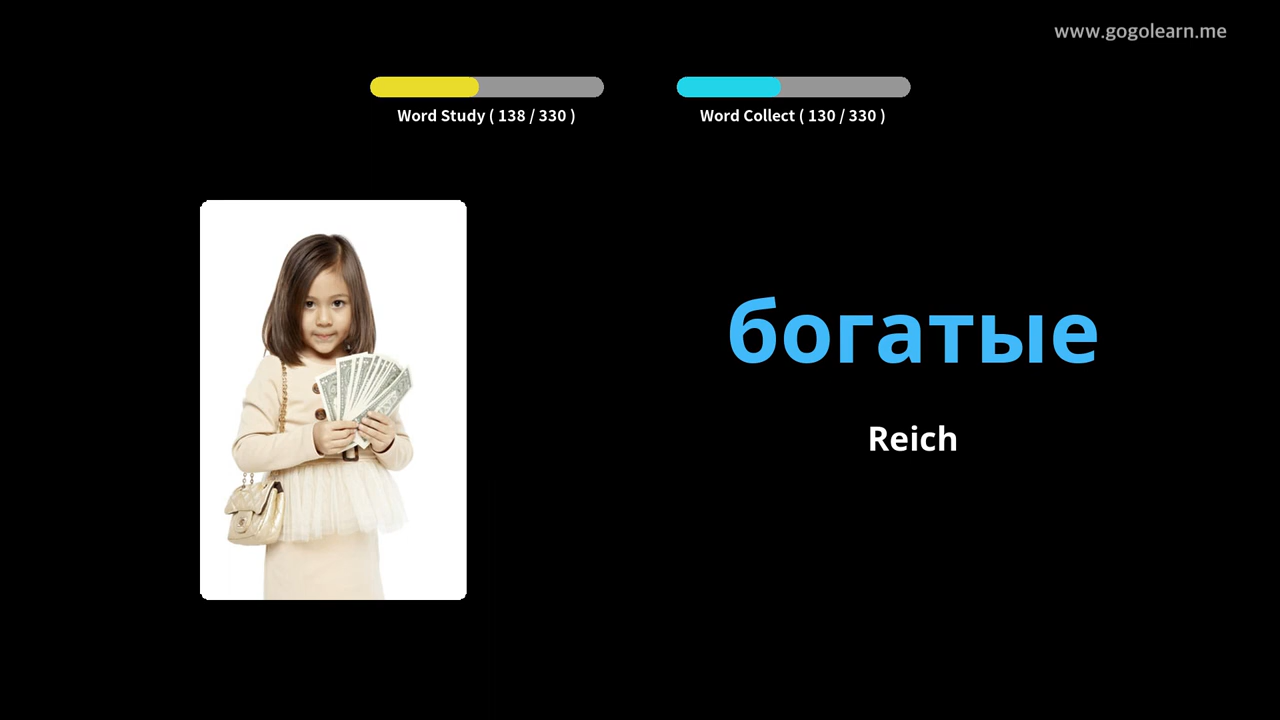 www.gogolearn.me
Word Study ( 138 / 330 )
Word Collect ( 130 / 330 )
богатые
Reich